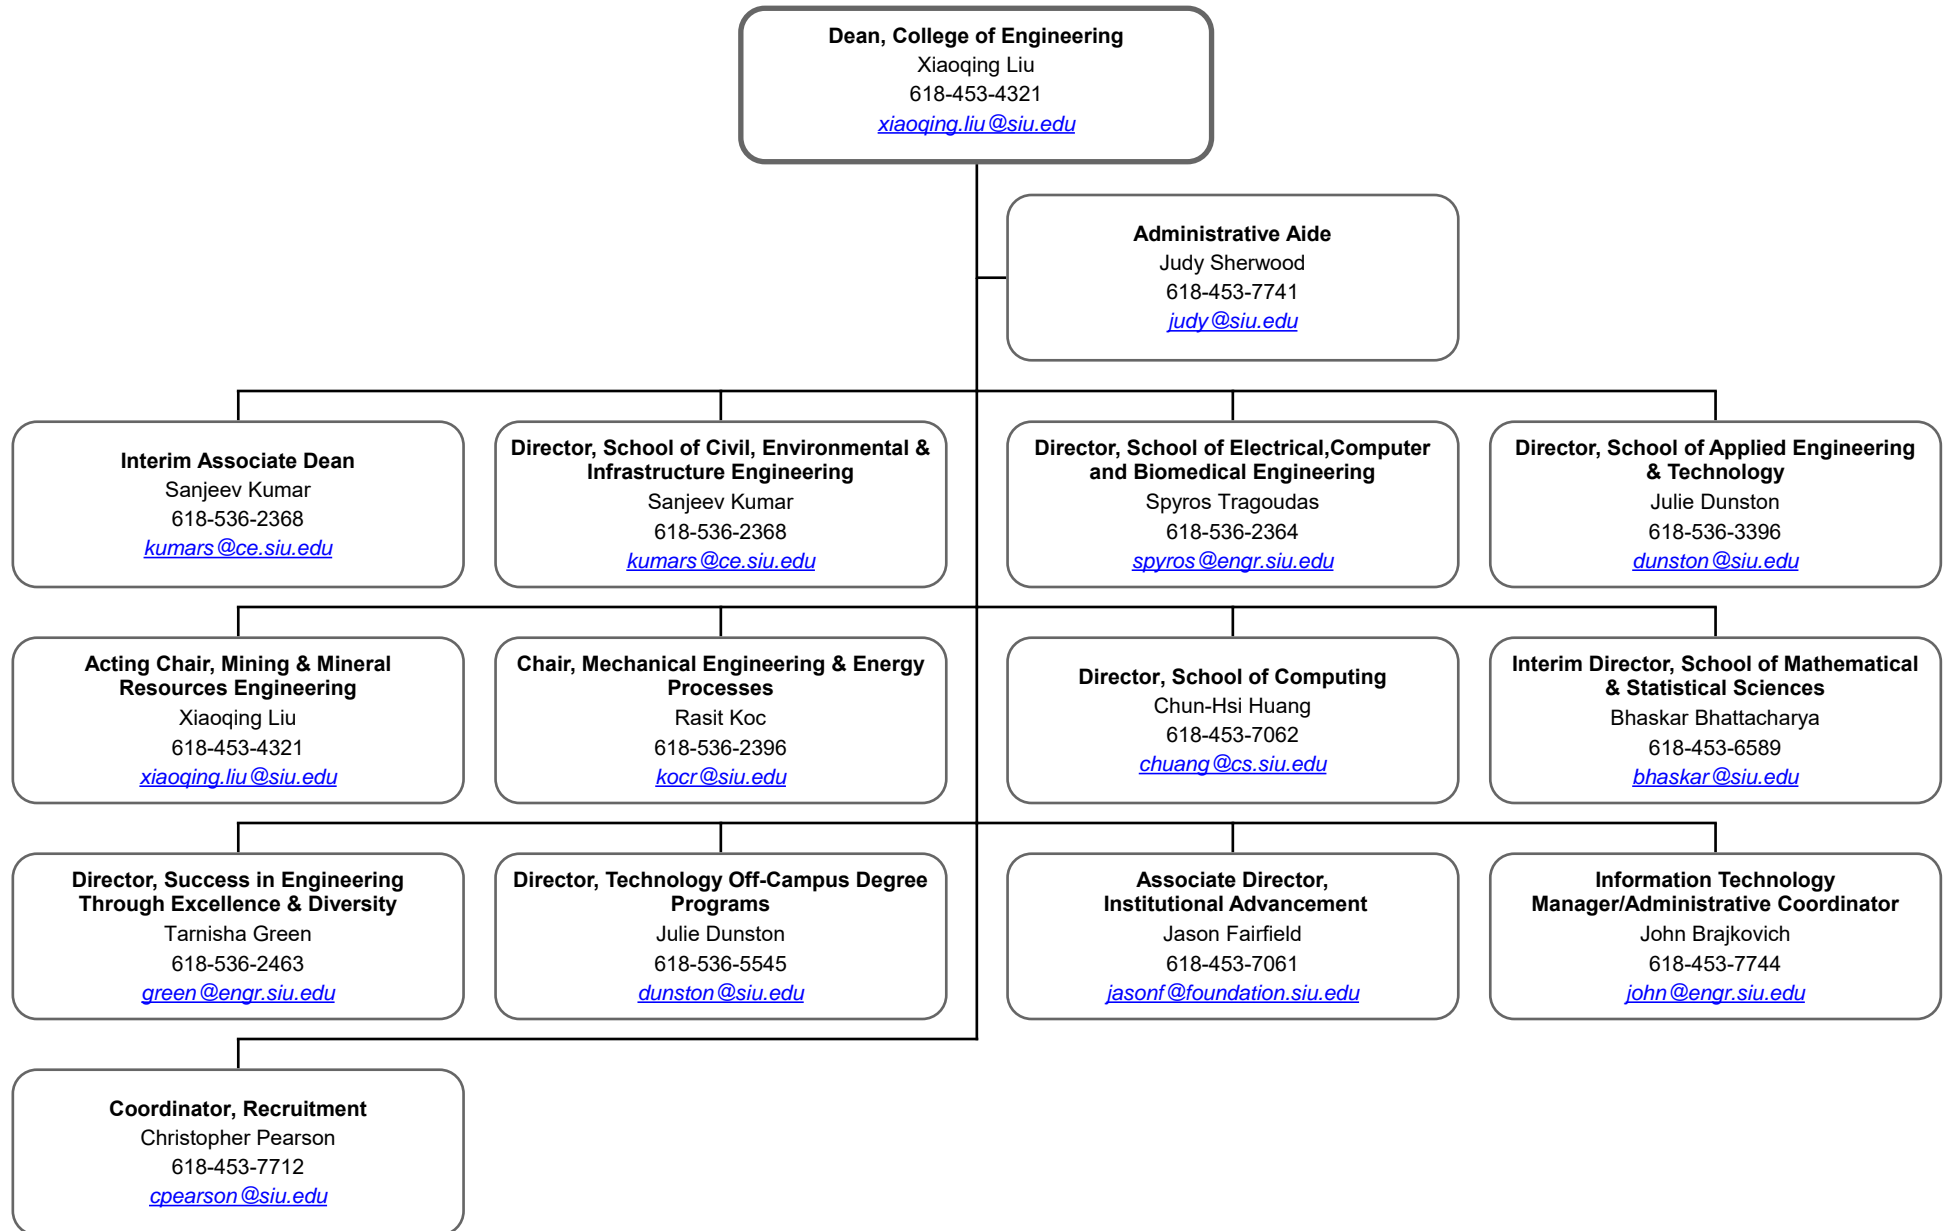 Dean, College of Engineering
Xiaoqing Liu
618-453-4321
xiaoqing.liu@siu.edu
Administrative Aide
Judy Sherwood
618-453-7741
judy@siu.edu
Interim Associate Dean
Sanjeev Kumar
618-536-2368
kumars@ce.siu.edu
Director, School of Civil, Environmental &
Infrastructure Engineering
Sanjeev Kumar
618-536-2368
kumars@ce.siu.edu
Director, School of Electrical,Computer
and Biomedical Engineering
Spyros Tragoudas
618-536-2364
spyros@engr.siu.edu
Director, School of Applied Engineering
& Technology
Julie Dunston
618-536-3396
dunston@siu.edu
Acting Chair, Mining & Mineral
Resources Engineering
Xiaoqing Liu
618-453-4321
xiaoqing.liu@siu.edu
Chair, Mechanical Engineering & Energy
Processes
Rasit Koc
618-536-2396
kocr@siu.edu
Director, School of Computing
Chun-Hsi Huang
618-453-7062
chuang@cs.siu.edu
Interim Director, School of Mathematical
& Statistical Sciences
Bhaskar Bhattacharya
618-453-6589
bhaskar@siu.edu
Director, Success in Engineering
Through Excellence & Diversity
Tarnisha Green
618-536-2463
green@engr.siu.edu
Director, Technology Off-Campus Degree
Programs
Julie Dunston
618-536-5545
dunston@siu.edu
Associate Director,
Institutional Advancement
Jason Fairfield
618-453-7061
jasonf@foundation.siu.edu
Information Technology
Manager/Administrative Coordinator
John Brajkovich
618-453-7744
john@engr.siu.edu
Coordinator, Recruitment
Christopher Pearson
618-453-7712
cpearson@siu.edu